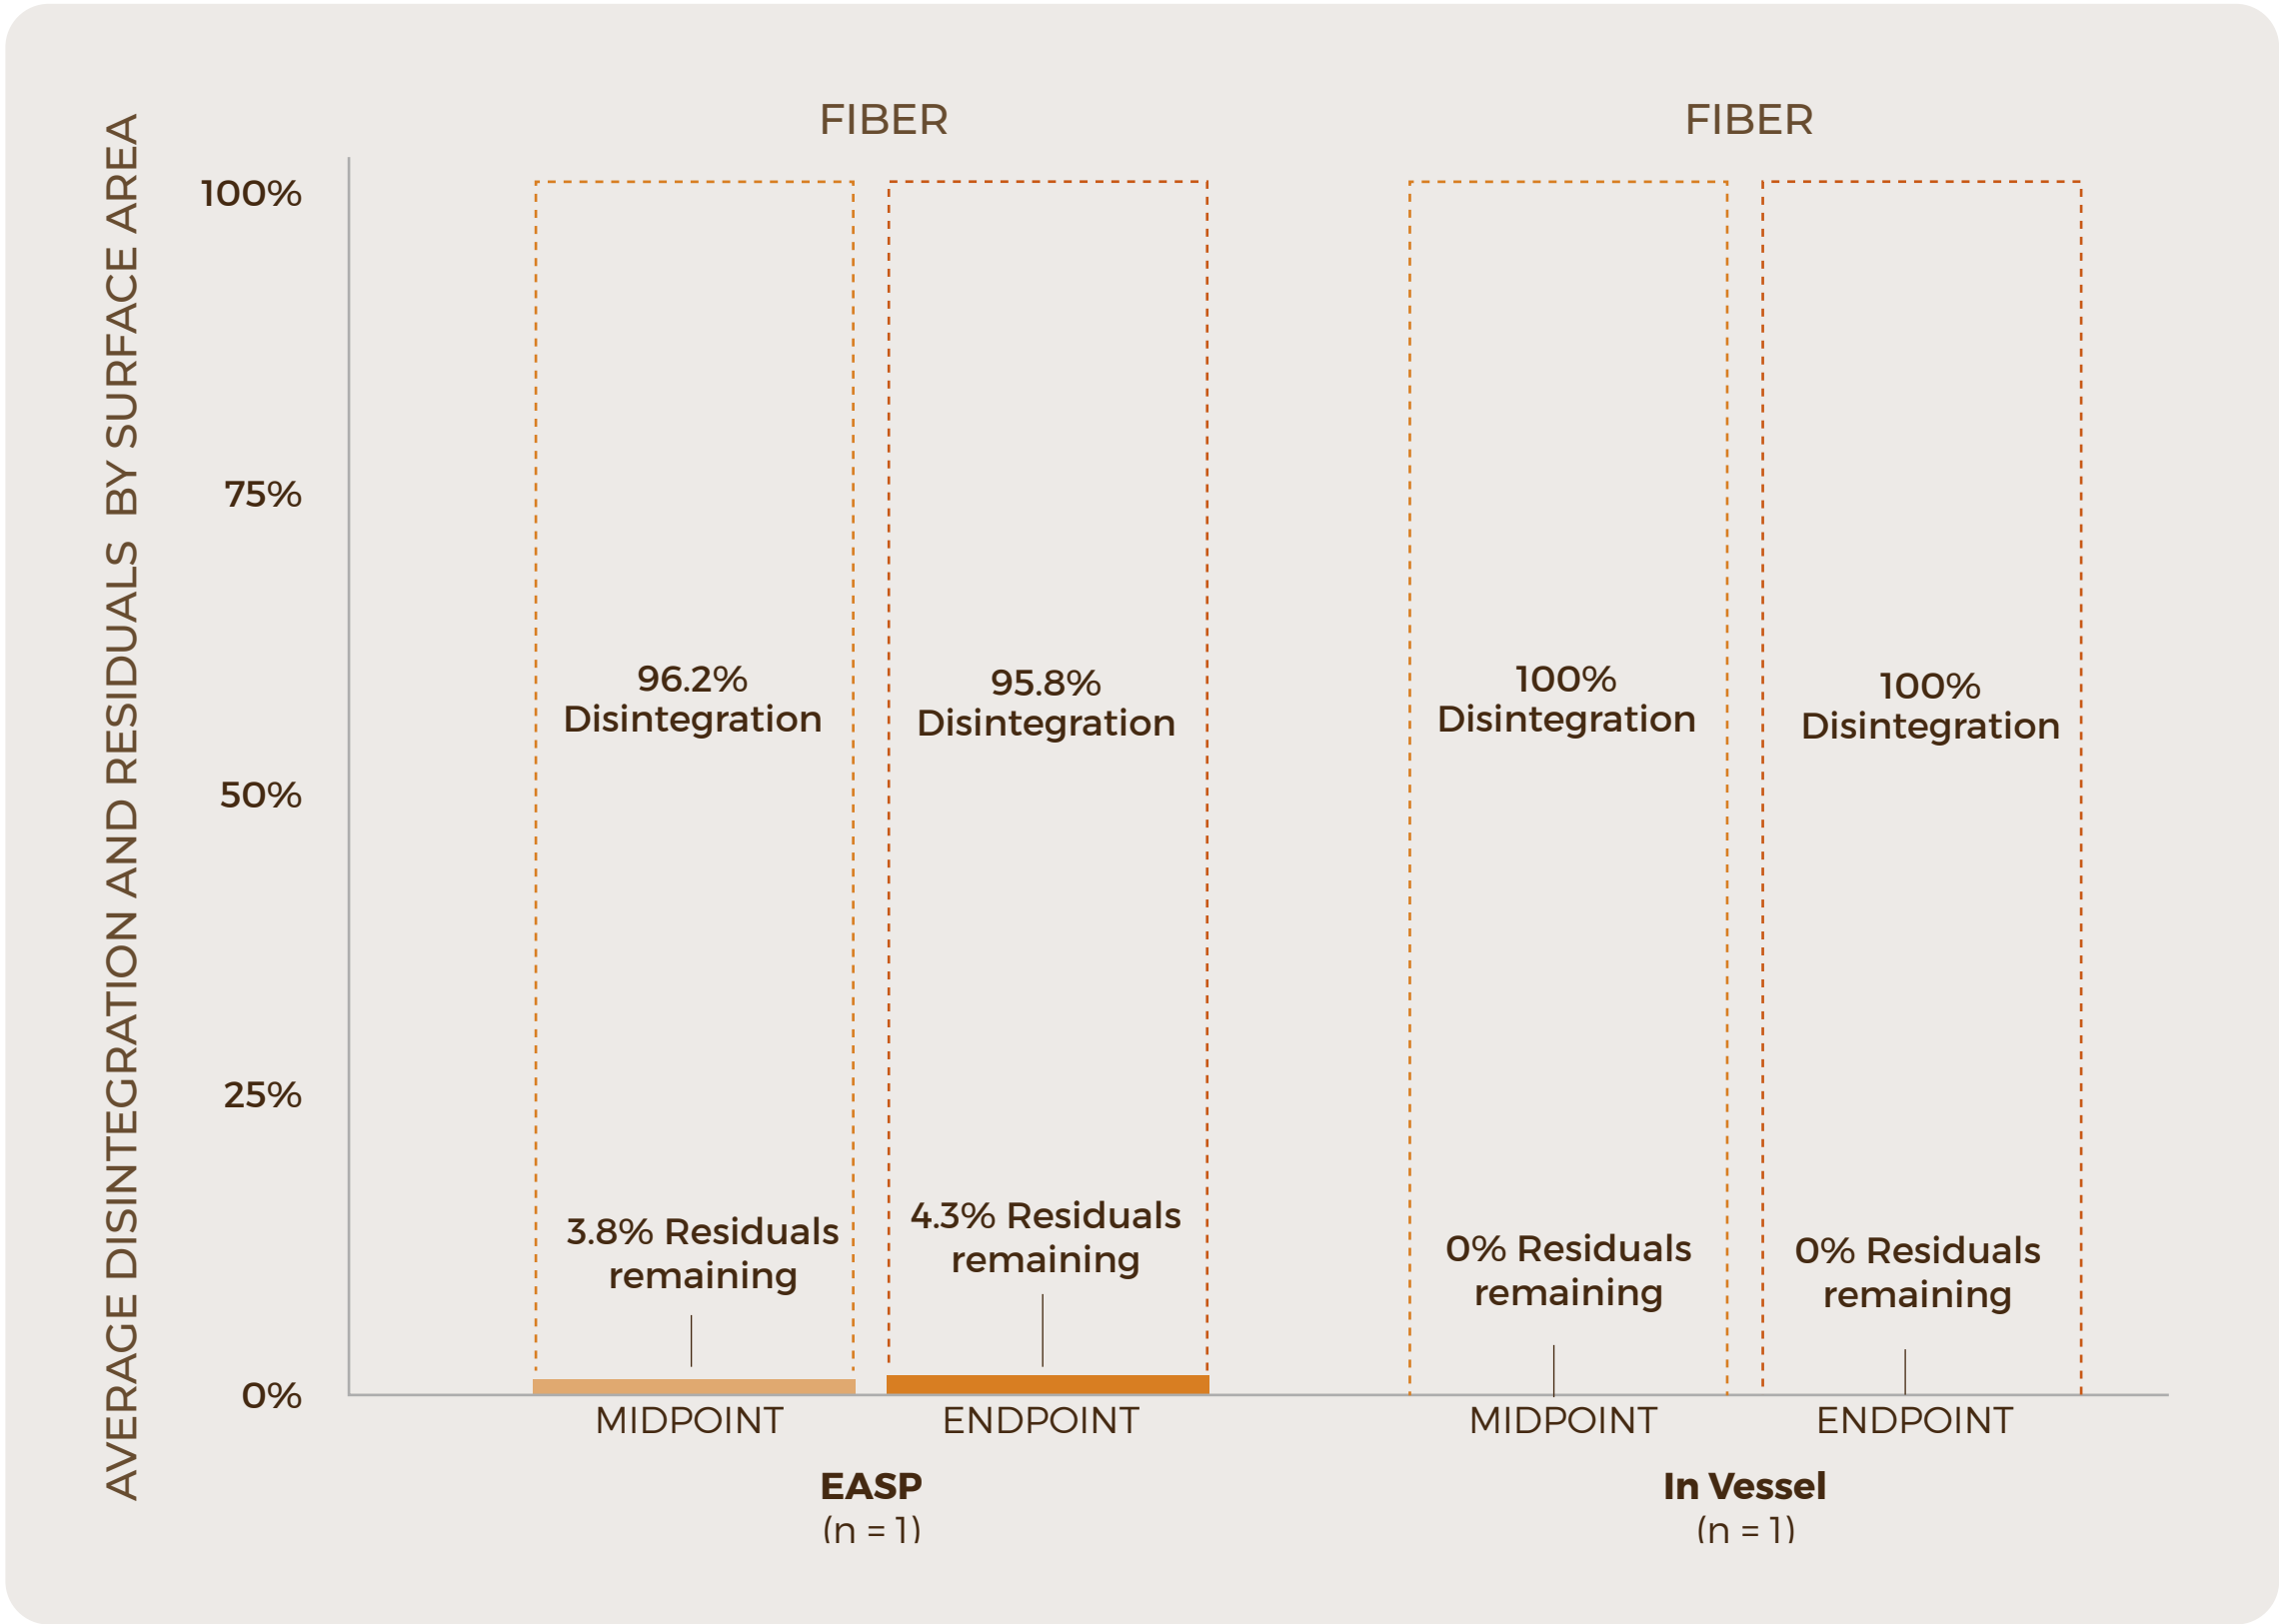 AVERAGE DISINTEGRATION AND RESIDUALS BY SURFACE AREA
FIBER
FIBER
100%
75%
50%
25%
0%
96.2%
Disintegration
95.8%
Disintegration
100%
Disintegration
100%
Disintegration
3.8% Residuals
remaining
4.3% Residuals
remaining
0% Residuals
remaining
0% Residuals
remaining
MIDPOINT
ENDPOINT
MIDPOINT
ENDPOINT
EASP
(n = 1)
In Vessel
(n = 1)